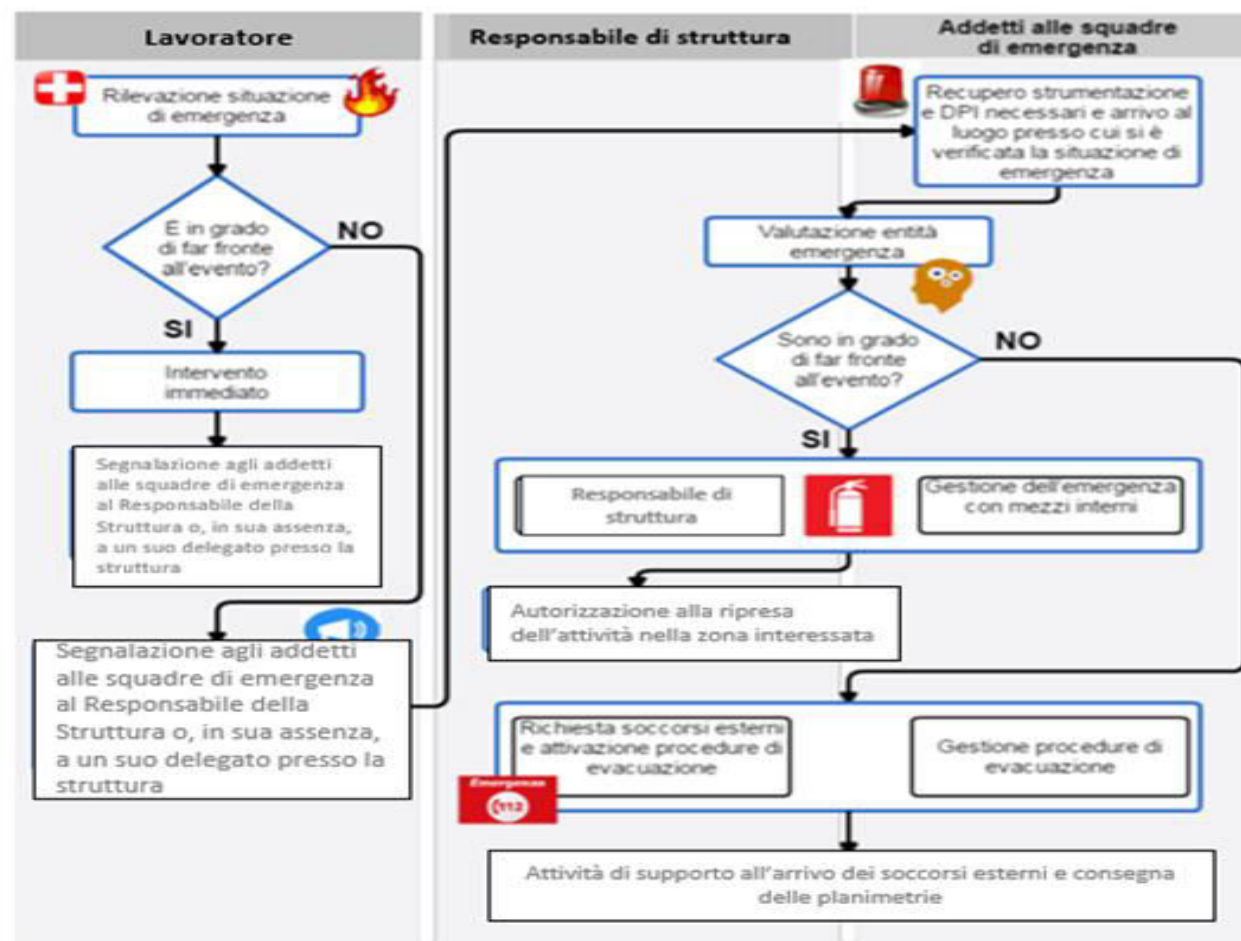 Lavoratore
Rilevazione situazione
di emergenza
E in grado
di far fronte
all'evento?
NO
SI
Intervento
immediato
Segnalazione agli addetti
alle squadre di emergenza
al Responsabile della
Struttura o, in sua assenza,
a un suo delegato presso la
struttura
Segnalazione agli addetti
alle squadre di emergenza
al Responsabile della
Struttura o, in sua assenza,
a un suo delegato presso la
struttura
Responsabile di struttura
Addetti alle squadre
di emergenza
Recupero strumentazione
e DPI necessari e arrivo al
luogo presso cui si è
verificata la situazione di
emergenza
Valutazione entità
emergenza
Sono in grado
di far fronte
all'evento?
NO
SI
Responsabile di
struttura
Gestione dell'emergenza
con mezzi interni
Autorizzazione alla ripresa
dell'attività nella zona interessata
Richiesta soccorsi esterni
e attivazione procedure di
evacuazione
Gestione procedure di
evacuazione
Emergenza
112
Attività di supporto all'arrivo dei soccorsi esterni e consegna
delle planimetrie